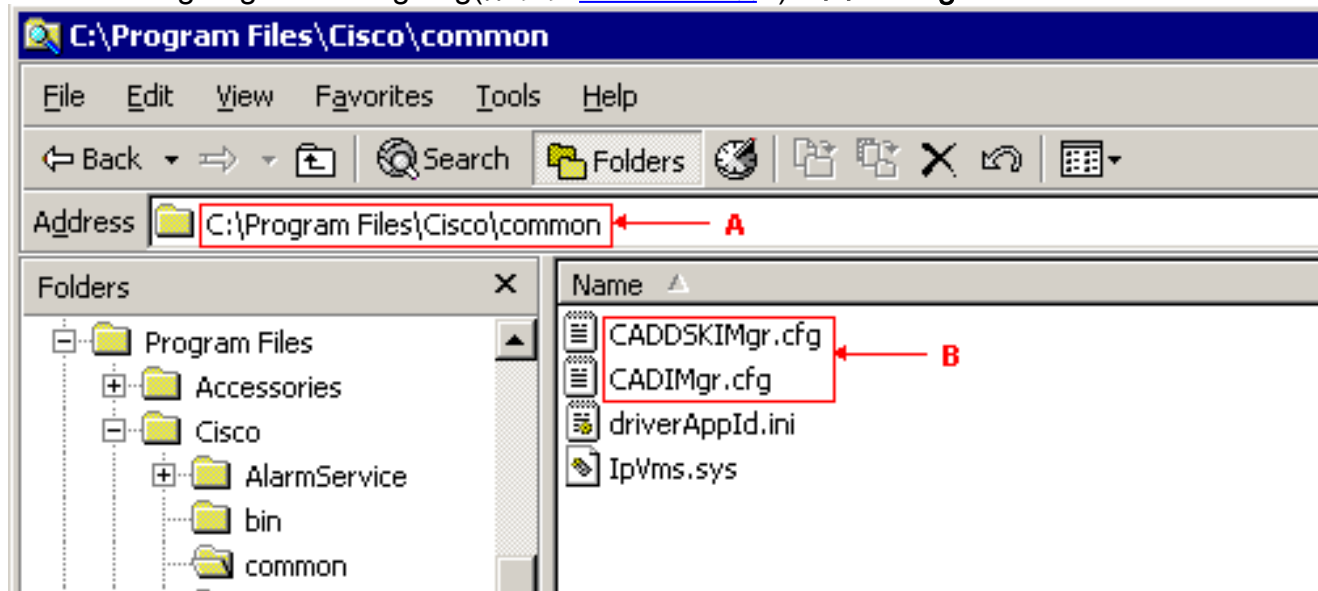 C:\Program Files\Cisco\common
File Edit View Favorites Tools Help
Back Search Folders
Address C:\Program Files\Cisco\common A
Folders X Name
Program Files CADDSKIMgr.cfg
B
Accessories CADIMgr.cfg
Cisco driverAppId.ini
AlarmService IpVms.sys
bin
common